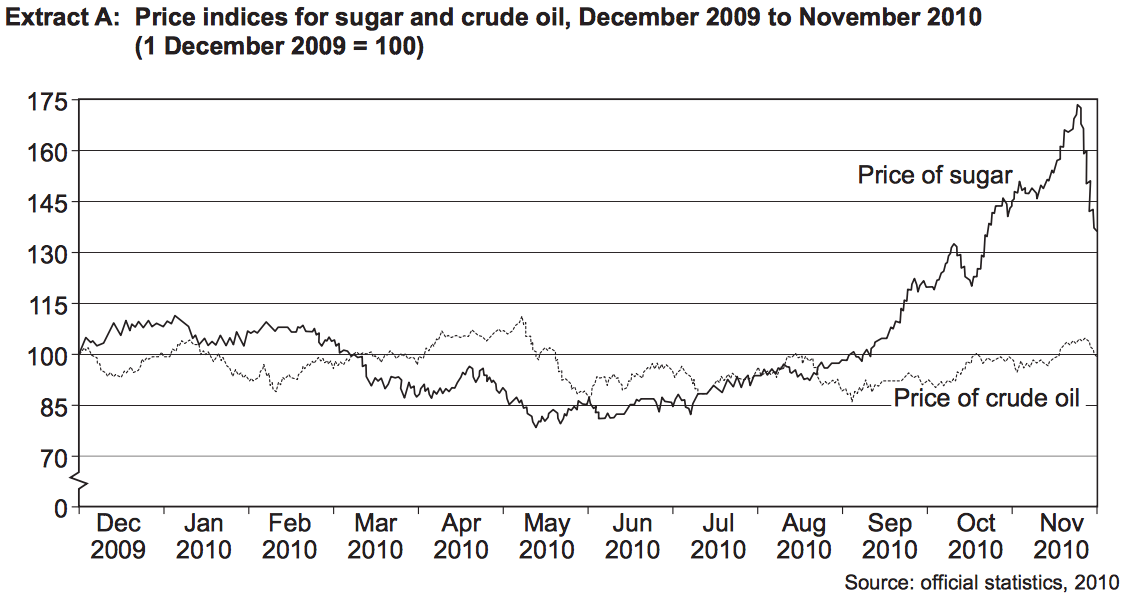 Extract A: Price indices for sugar and crude oil, December 2009 to November 2010
(1 December 2009 = 100)
175
160
Price of sugar
145
130
115
100
85
Price of crude oil
70
0
Dec Jan Feb Mar Apr May Jun Jul Aug Sep Oct Nov
2009 2010 2010 2010 2010 2010 2010 2010 2010 2010 2010 2010
Source: official statistics, 2010